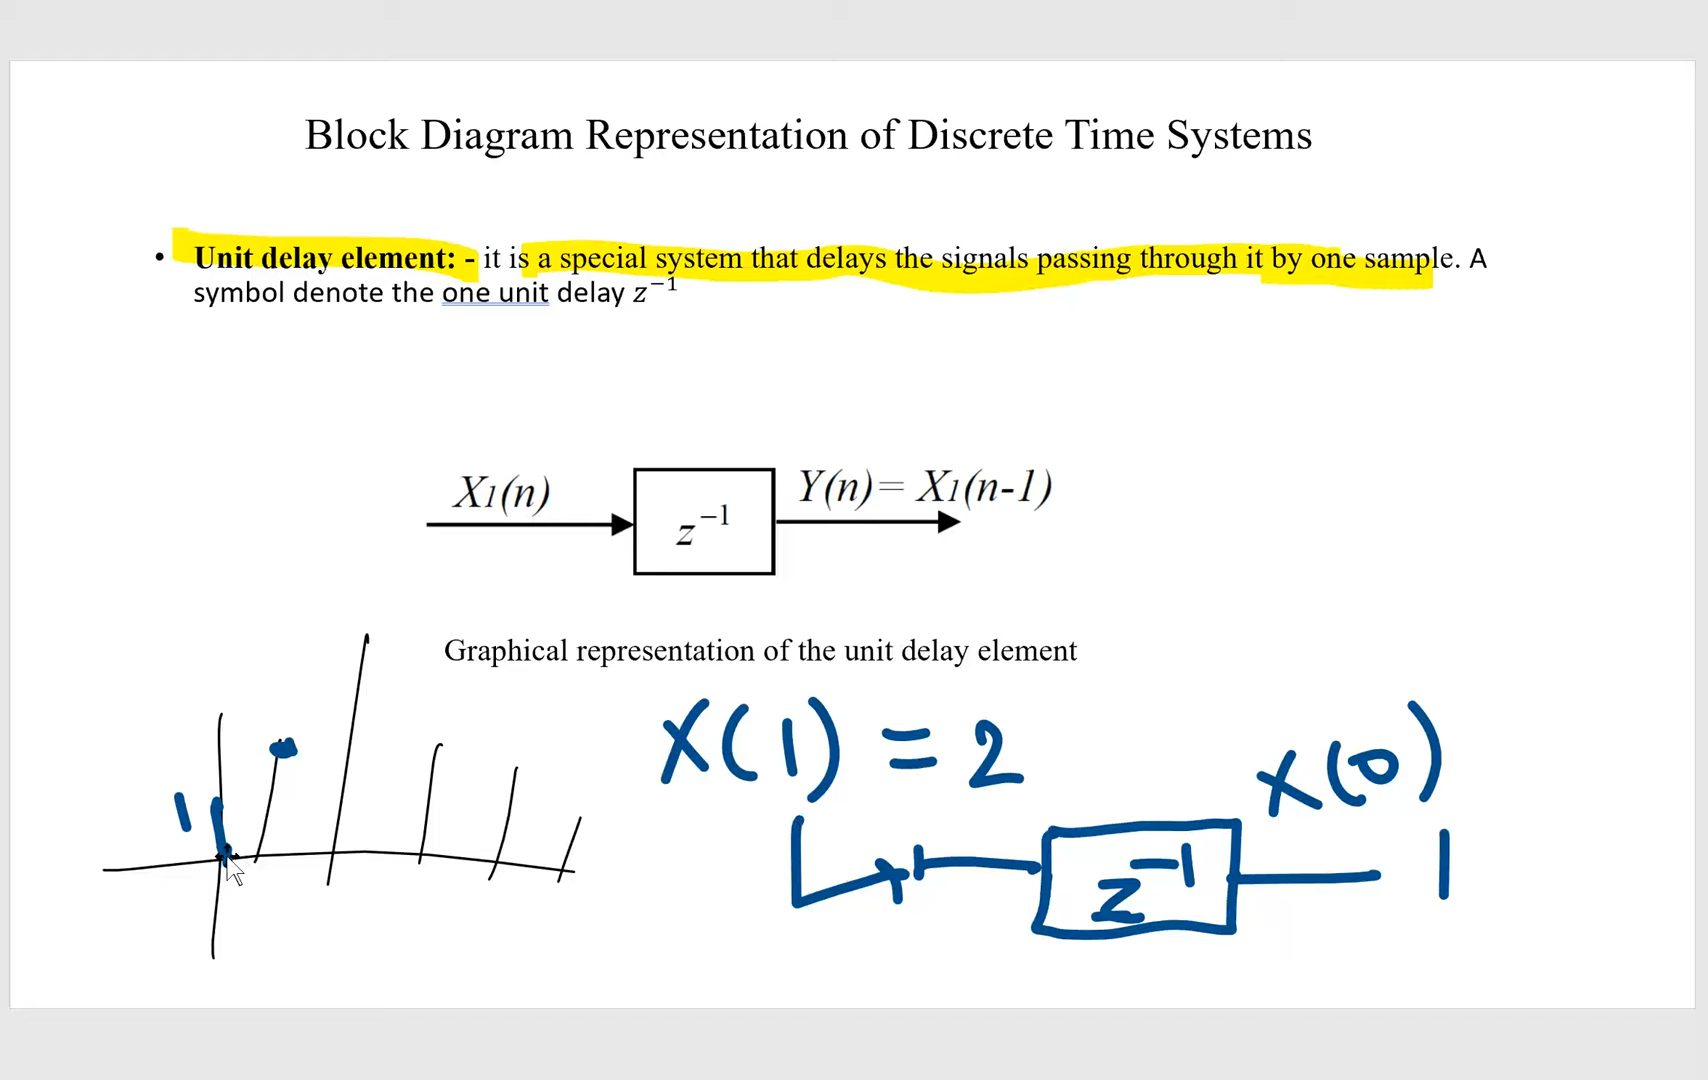 Block Diagram Representation of Discrete Time Systems
• Unit delay element: - it is a special system that delays the signals passing through it by one sample. A
symbol denote the one unit delay z⁻¹
X1(n)
z⁻¹
Y(n)= X1(n-1)
Graphical representation of the unit delay element
1
x(1) = 2
x(0)
z⁻¹
1